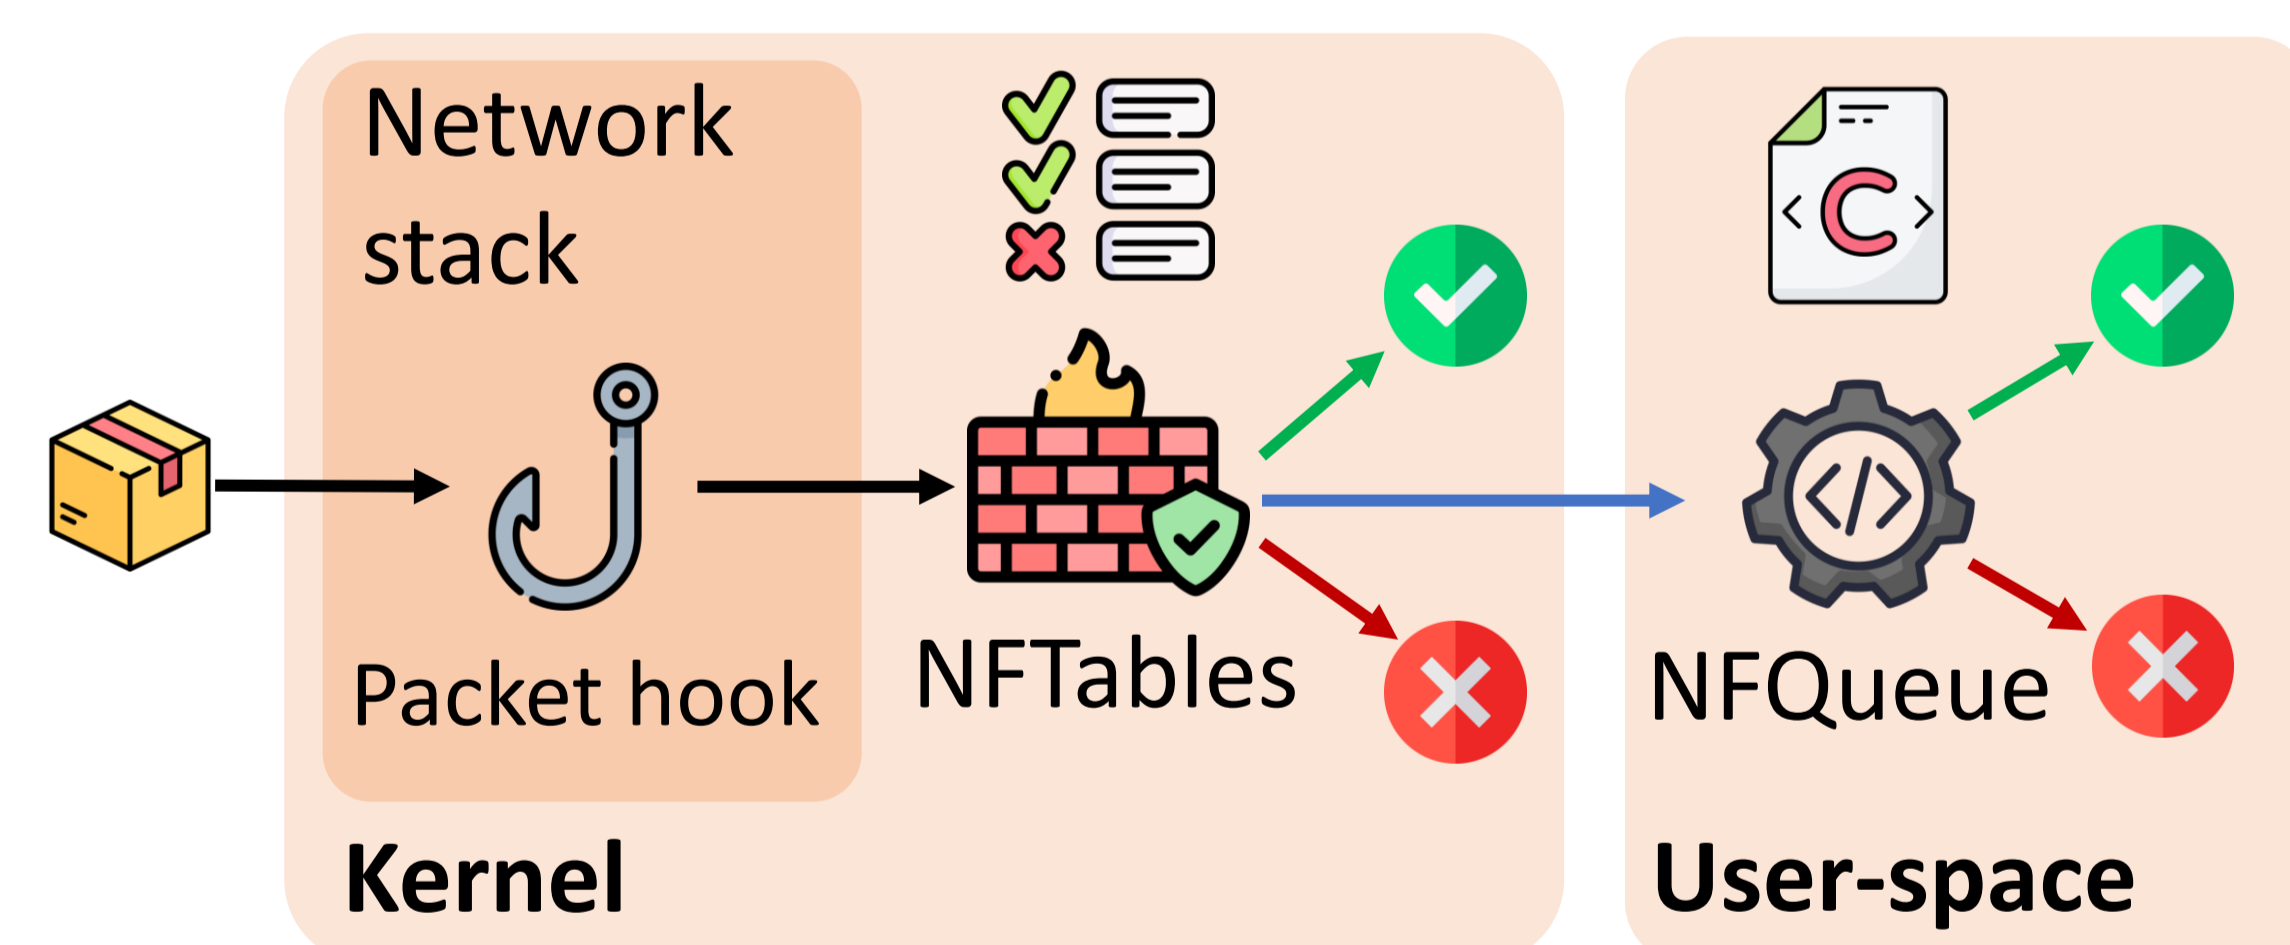 Network
stack
Packet hook
NFTables
Kernel
C
NFQueue
User-space